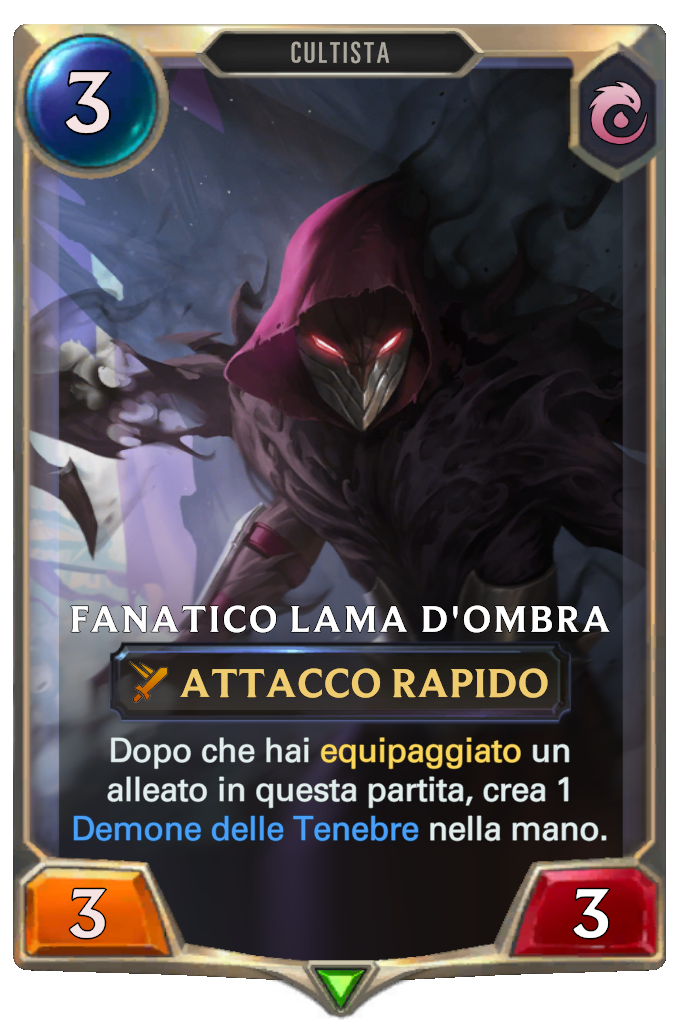 CULTISTA
3
FANATICO LAMA D'OMBRA
ATTACCO RAPIDO
Dopo che hai equipaggiato un
alleato in questa partita, crea 1
Demone delle Tenebre nella mano.
3
3